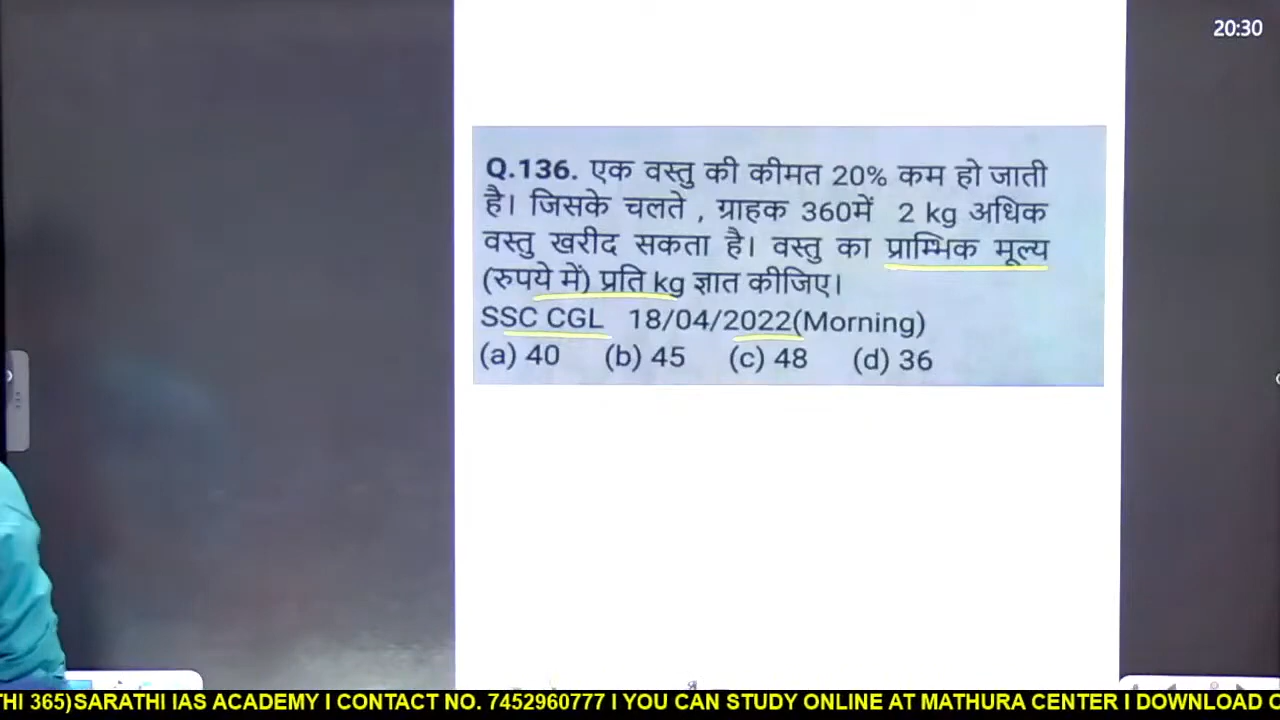 20:30
Q.136. एक वस्तु की कीमत 20% कम हो जाती
है। जिसके चलते , ग्राहक 360में 2 kg अधिक
वस्तु खरीद सकता है। वस्तु का प्राम्भिक मूल्य
(रुपये में) प्रति kg ज्ञात कीजिए।
SSC CGL 18/04/2022(Morning)
(a) 40 (b) 45 (c) 48 (d) 36
THI 365)SARATHI IAS ACADEMY I CONTACT NO. 7452960777 I YOU CAN STUDY ONLINE AT MATHURA CENTER I DOWNLOAD